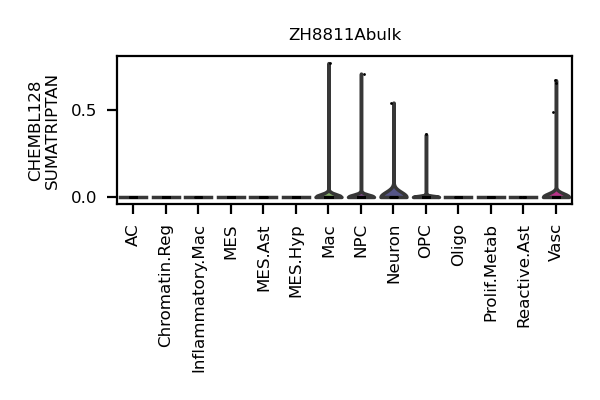 ZH8811Abulk
CHEMBL128
SUMATRIPTAN
0.5
0.0
AC
Chromatin.Reg
Inflammatory.Mac
MES
MES.Ast
MES.Hyp
Mac
NPC
Neuron
OPC
Oligo
Prolif.Metab
Reactive.Ast
Vasc